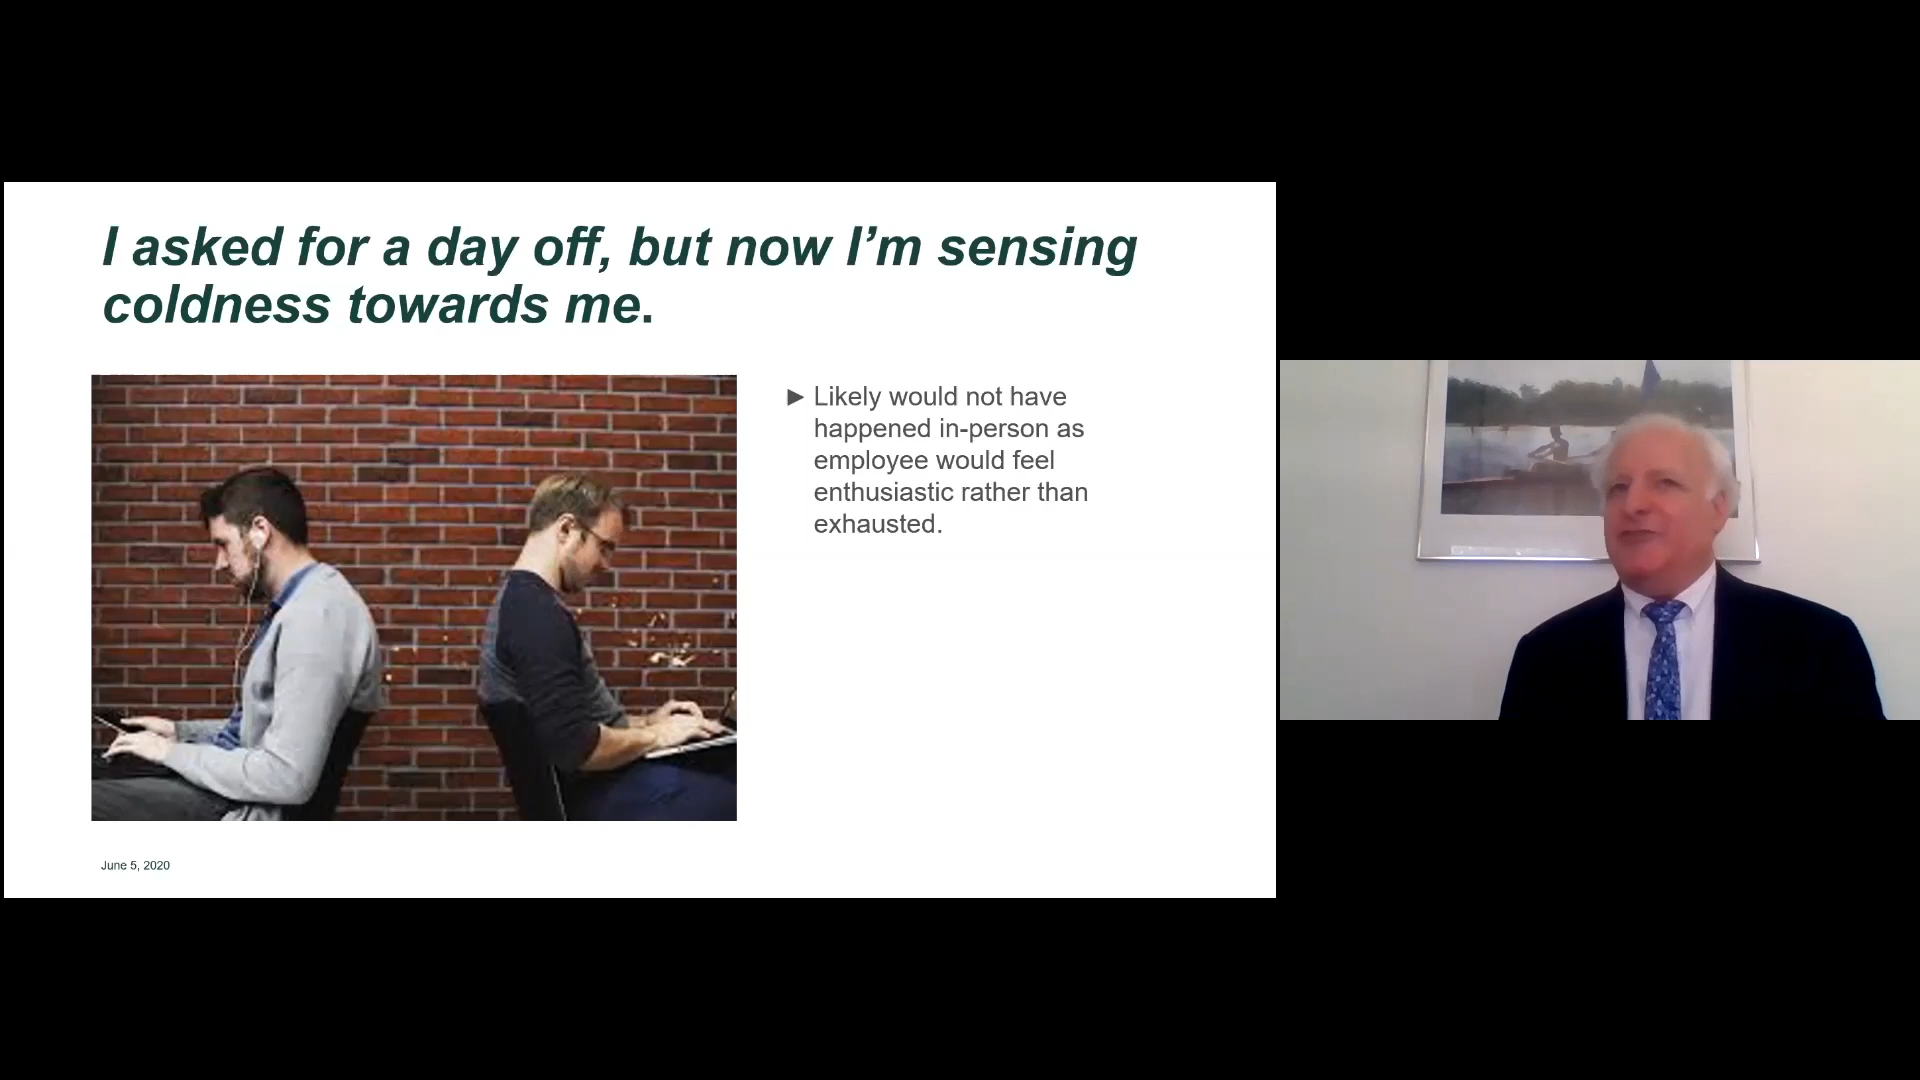 I asked for a day off, but now I’m sensing
coldness towards me.
► Likely would not have
happened in-person as
employee would feel
enthusiastic rather than
exhausted.
June 5, 2020